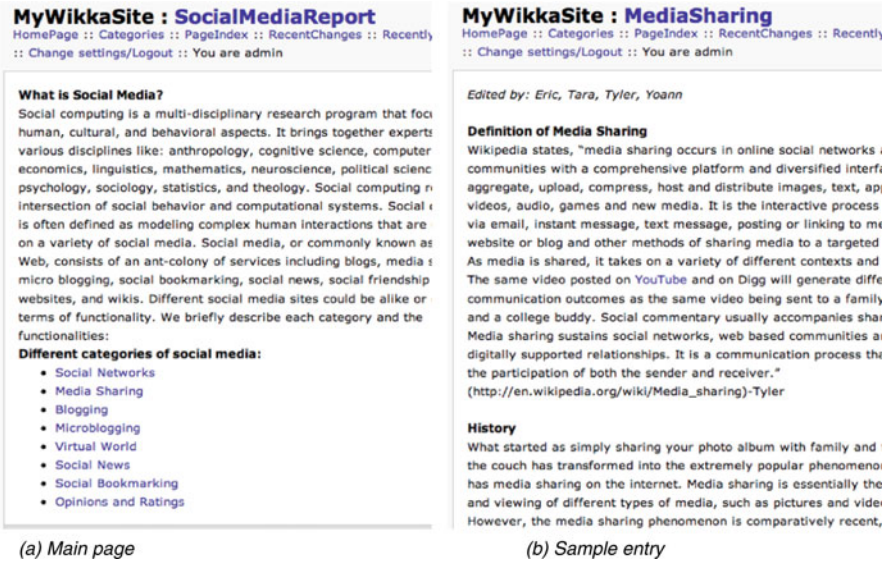 MyWikkaSite : SocialMediaReport
HomePage :: Categories :: PageIndex :: RecentChanges :: Recently
:: Change settings/Logout :: You are admin
What is Social Media?
Social computing is a multi-disciplinary research program that focu
human, cultural, and behavioral aspects. It brings together experts
various disciplines like: anthropology, cognitive science, computer
economics, linguistics, mathematics, neuroscience, political scienc
psychology, sociology, statistics, and theology. Social computing r
intersection of social behavior and computational systems. Social
is often defined as modeling complex human interactions that are
on a variety of social media. Social media, or commonly known as
Web, consists of an ant-colony of services including blogs, media s
micro blogging, social bookmarking, social news, social friendship
websites, and wikis. Different social media sites could be alike or
terms of functionality. We briefly describe each category and the
functionalities:
Different categories of social media:
• Social Networks
• Media Sharing
• Blogging
• Microblogging
• Virtual World
• Social News
• Social Bookmarking
• Opinions and Ratings
(a) Main page
MyWikkaSite : MediaSharing
HomePage :: Categories :: PageIndex :: RecentChanges :: Recently
:: Change settings/Logout :: You are admin
Edited by: Eric, Tara, Tyler, Yoann
Definition of Media Sharing
Wikipedia states, "media sharing occurs in online social networks a
communities with a comprehensive platform and diversified interfa
aggregate, upload, compress, host and distribute images, text, app
videos, audio, games and new media. It is the interactive process
via email, instant message, text message, posting or linking to me
website or blog and other methods of sharing media to a targeted
As media is shared, it takes on a variety of different contexts and
The same video posted on YouTube and on Digg will generate diffe
communication outcomes as the same video being sent to a family
and a college buddy. Social commentary usually accompanies shar
Media sharing sustains social networks, web based communities a
digitally supported relationships. It is a communication process tha
the participation of both the sender and receiver."
(http://en.wikipedia.org/wiki/Media_sharing)-Tyler
History
What started as simply sharing your photo album with family and
the couch has transformed into the extremely popular phenomenon
has media sharing on the internet. Media sharing is essentially the
and viewing of different types of media, such as pictures and vide
However, the media sharing phenomenon is comparatively recent,
(b) Sample entry